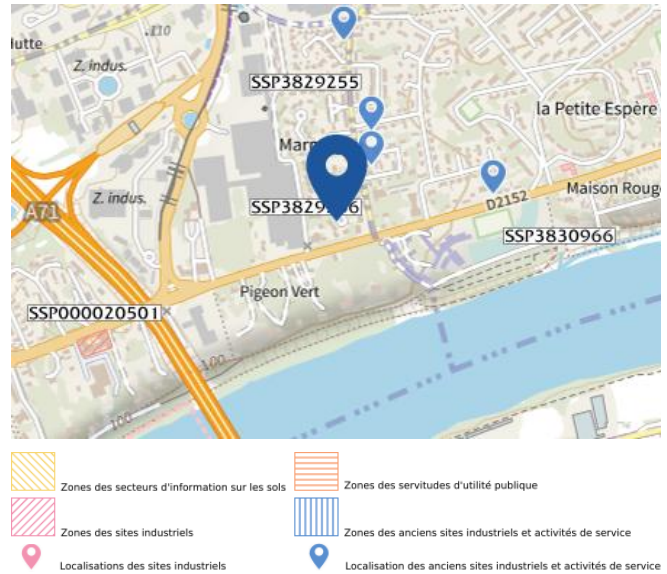 110
Z. indus.
SSP3829255
la Petite Espère
Z. indus.
A71
Maison Rouge
D2152
SSP3830966
Pigeon Vert
SSP000020501
100
100
Zones des secteurs d'information sur les sols
Zones des servitudes d'utilité publique
Zones des sites industriels
Zones des anciens sites industriels et activités de service
Localisations des sites industriels
Localisation des anciens sites industriels et activités de service